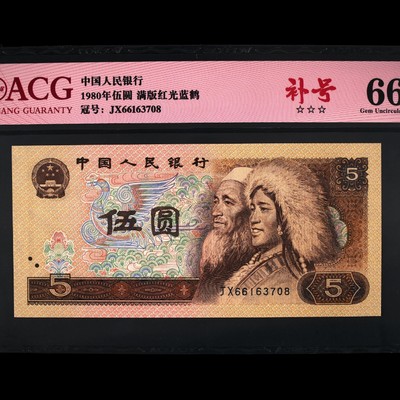 ACG
ANG GUARANTY
中国人民银行
1980年伍圆 满版红光蓝鹤
冠号：JX66163708
补号
☆☆☆
66
Gem Uncircula
中国人民银行
5
伍圆
5
5
JX66163708